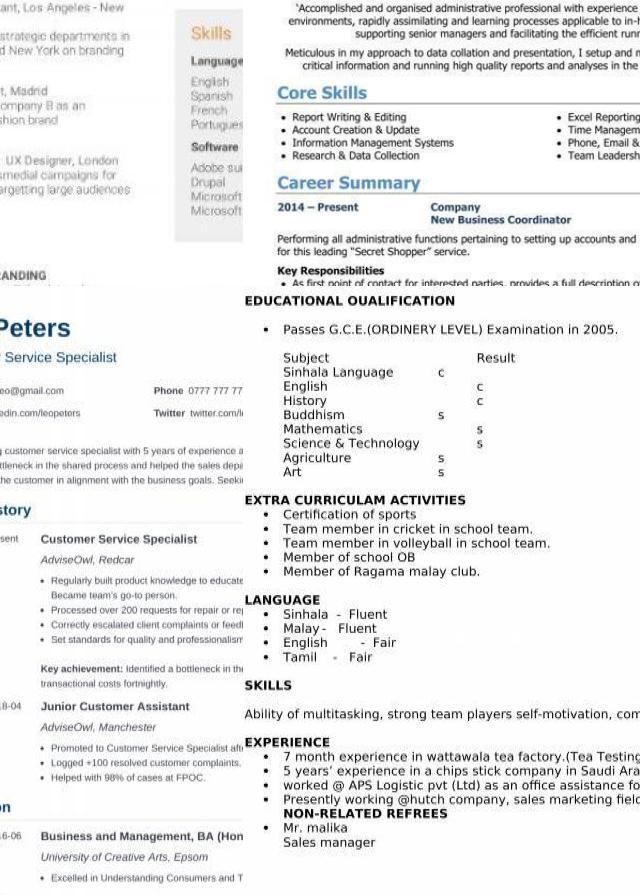 ant, Los Angeles - New
strategic departments in
d New York on branding
t, Madrid
ompany B as an
shion brand
UX Designer, London
smedial campaigns for
argetting large audiences
RANDING
Skills
Language
English
Spanish
French
Portugues
Software
Adobe sui
Drupal
Microsoft
Microsoft
"Accomplished and organised administrative professional with experience
environments, rapidly assimilating and learning processes applicable to in-h
supporting senior managers and facilitating the efficient runn
Meticulous in my approach to data collation and presentation, I setup and m
critical information and running high quality reports and analyses in the
Core Skills
• Report Writing & Editing
• Account Creation & Update
• Information Management Systems
• Research & Data Collection
• Excel Reporting
• Time Managem
• Phone, Email &
• Team Leadersh
Career Summary
2014 – Present Company
New Business Coordinator
Performing all administrative functions pertaining to setting up accounts and
for this leading "Secret Shopper" service.
Key Responsibilities
• As first point of contact for interested parties, provides a full description o
Peters
Service Specialist
eo@gmail.com Phone 0777 777 77
edin.com/leopeters Twitter twitter.com/l
g customer service specialist with 5 years of experience a
ttleneck in the shared process and helped the sales depa
the customer in alignment with the business goals. Seeki
story
sent Customer Service Specialist
AdviseOwl, Redcar
• Regularly built product knowledge to educate
Became team's go-to person.
• Processed over 200 requests for repair or rep
• Correctly escalated client complaints or feedb
• Set standards for quality and professionalism
Key achievement: Identified a bottleneck in the
transactional costs fortnightly.
8-04 Junior Customer Assistant
AdviseOwl, Manchester
• Promoted to Customer Service Specialist afte
• Logged +100 resolved customer complaints.
• Helped with 98% of cases at FPOC.
on
6-06 Business and Management, BA (Hon
University of Creative Arts, Epsom
• Excelled in Understanding Consumers and T
EDUCATIONAL OUALIFICATION
• Passes G.C.E.(ORDINERY LEVEL) Examination in 2005.
Subject Result
Sinhala Language c
English c
History c
Buddhism s
Mathematics s
Science & Technology s
Agriculture s
Art s
EXTRA CURRICULAM ACTIVITIES
• Certification of sports
• Team member in cricket in school team.
• Team member in volleyball in school team.
• Member of school OB
• Member of Ragama malay club.
LANGUAGE
• Sinhala - Fluent
• Malay - Fluent
• English - Fair
• Tamil - Fair
SKILLS
Ability of multitasking, strong team players self-motivation, com
EXPERIENCE
• 7 month experience in wattawala tea factory.(Tea Testing
• 5 years' experience in a chips stick company in Saudi Ara
• worked @ APS Logistic pvt (Ltd) as an office assistance fo
• Presently working @hutch company, sales marketing field
NON-RELATED REFREES
• Mr. malika
Sales manager